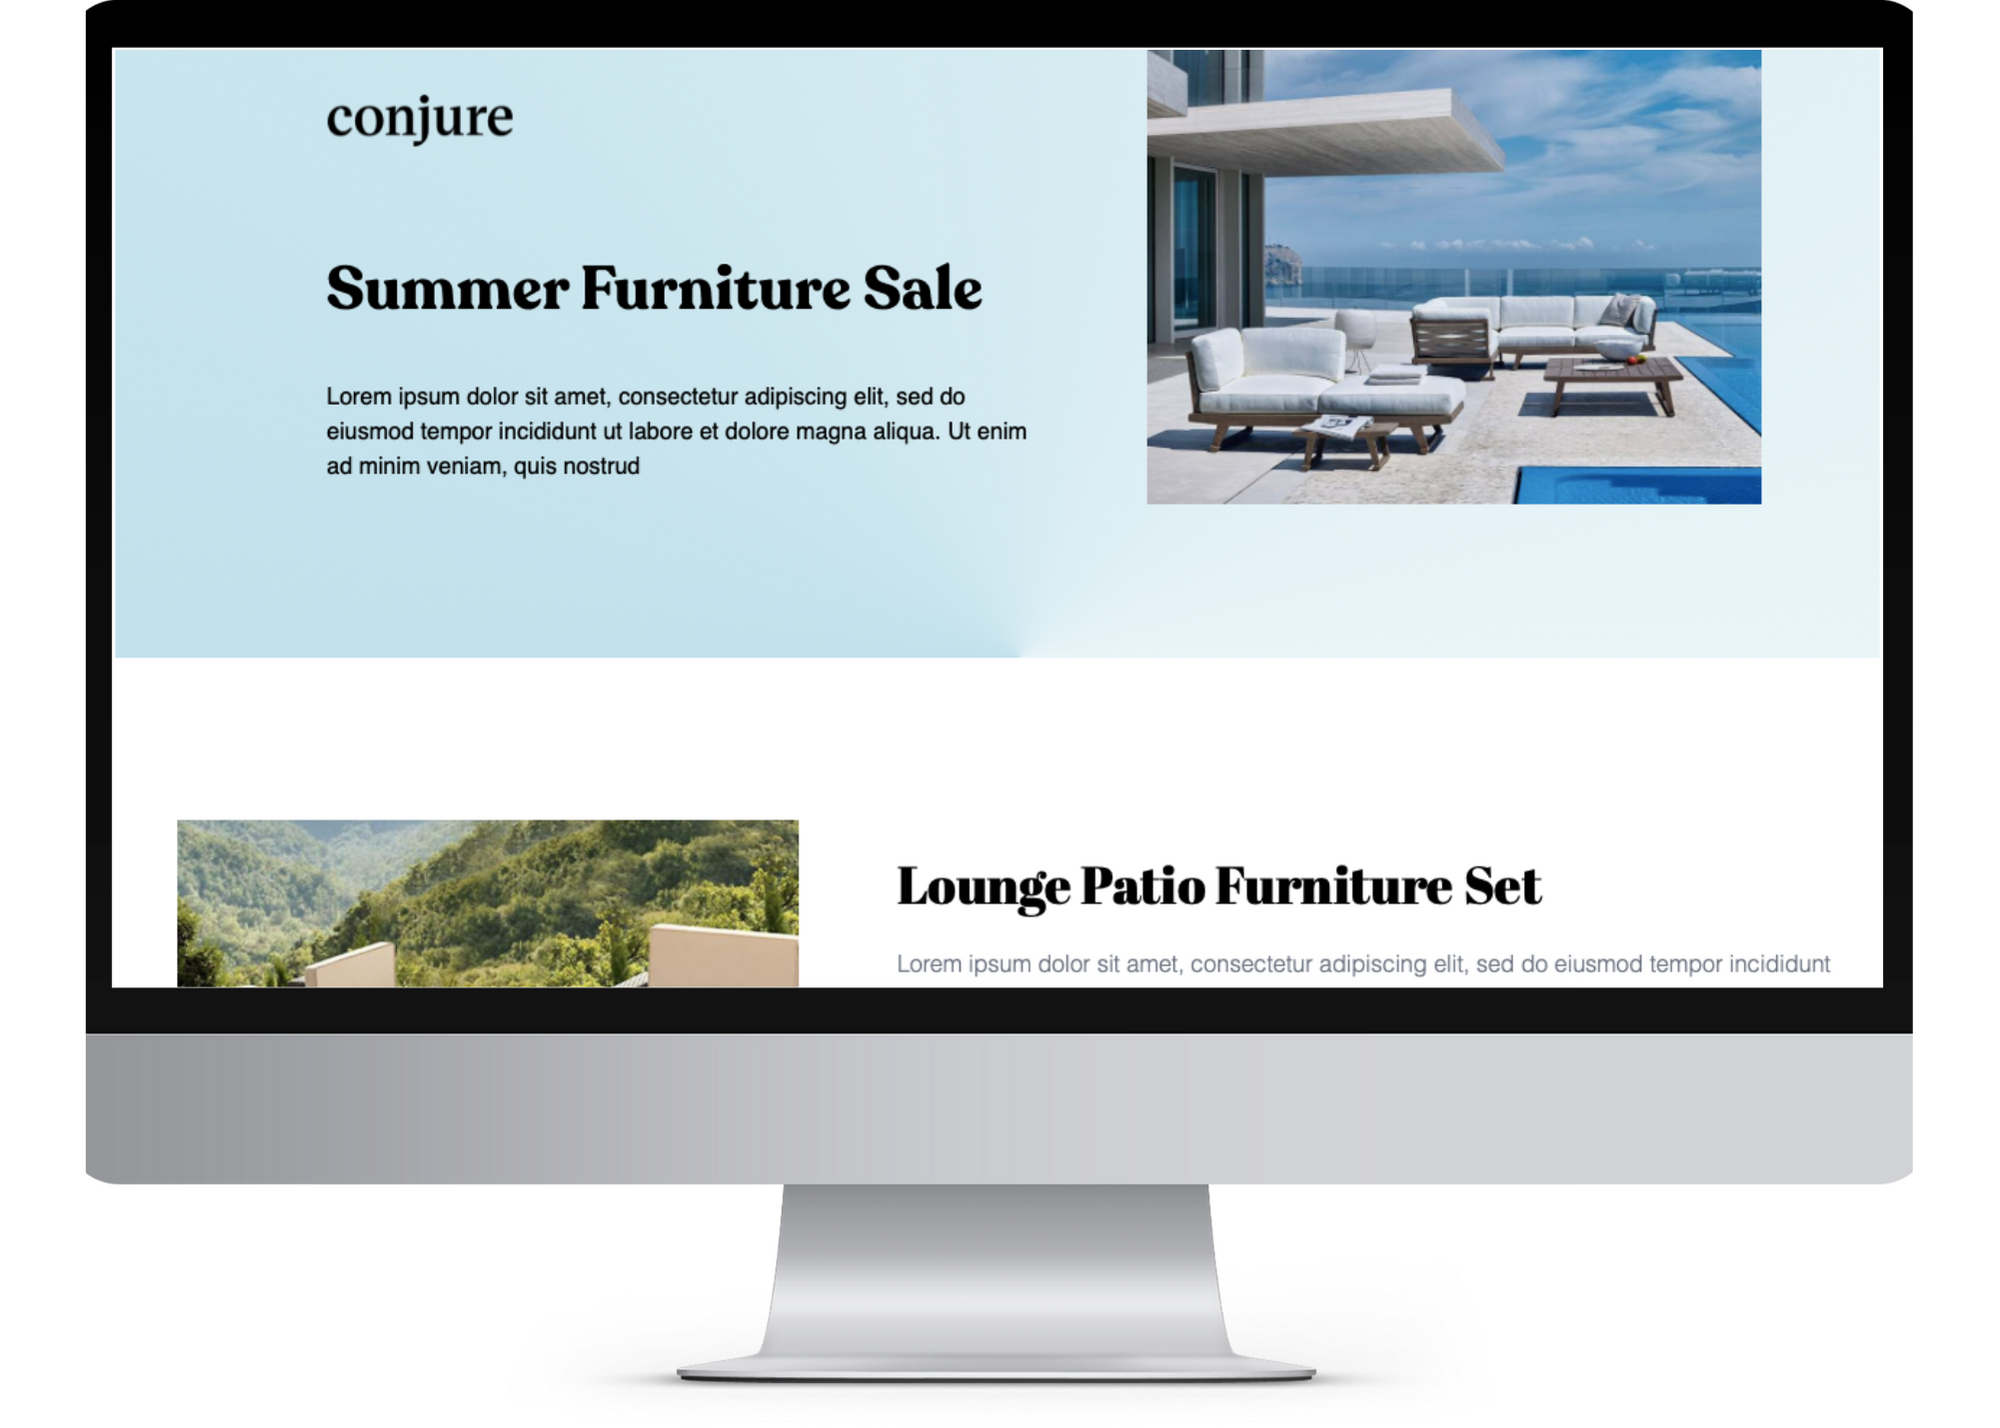 conjure
Summer Furniture Sale
Lorem ipsum dolor sit amet, consectetur adipiscing elit, sed do
eiusmod tempor incididunt ut labore et dolore magna aliqua. Ut enim
ad minim veniam, quis nostrud
Lounge Patio Furniture Set
Lorem ipsum dolor sit amet, consectetur adipiscing elit, sed do eiusmod tempor incididunt